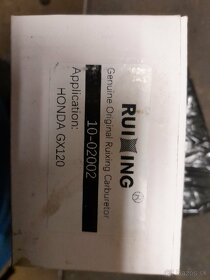 RUIXING
Genuine Original Ruixing Carburetor
10-02002
Application:
HONDA GX120